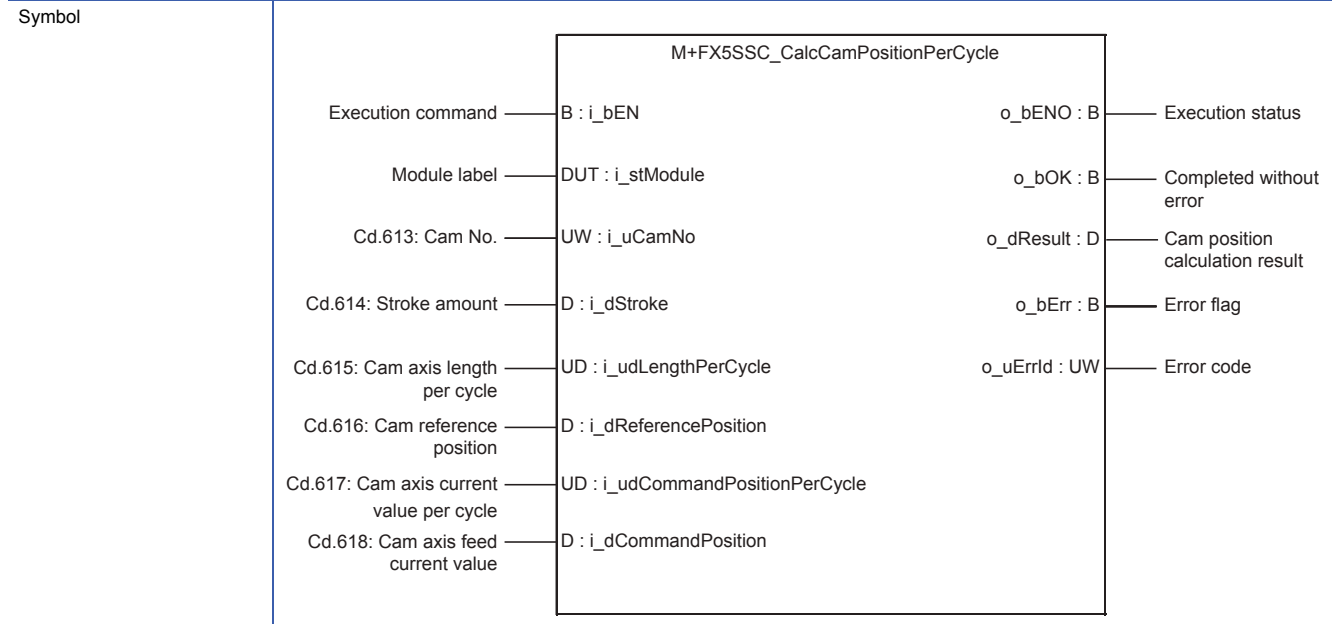 Symbol
M+FX5SSC_CalcCamPositionPerCycle
Execution command
B : i_bEN
o_bENO : B
Execution status
Module label
DUT : i_stModule
o_bOK : B
Completed without
error
Cd.613: Cam No.
UW : i_uCamNo
o_dResult : D
Cam position
calculation result
Cd.614: Stroke amount
D : i_dStroke
o_bErr : B
Error flag
Cd.615: Cam axis length
per cycle
UD : i_udLengthPerCycle
o_uErrId : UW
Error code
Cd.616: Cam reference
position
D : i_dReferencePosition
Cd.617: Cam axis current
value per cycle
UD : i_udCommandPositionPerCycle
Cd.618: Cam axis feed
current value
D : i_dCommandPosition